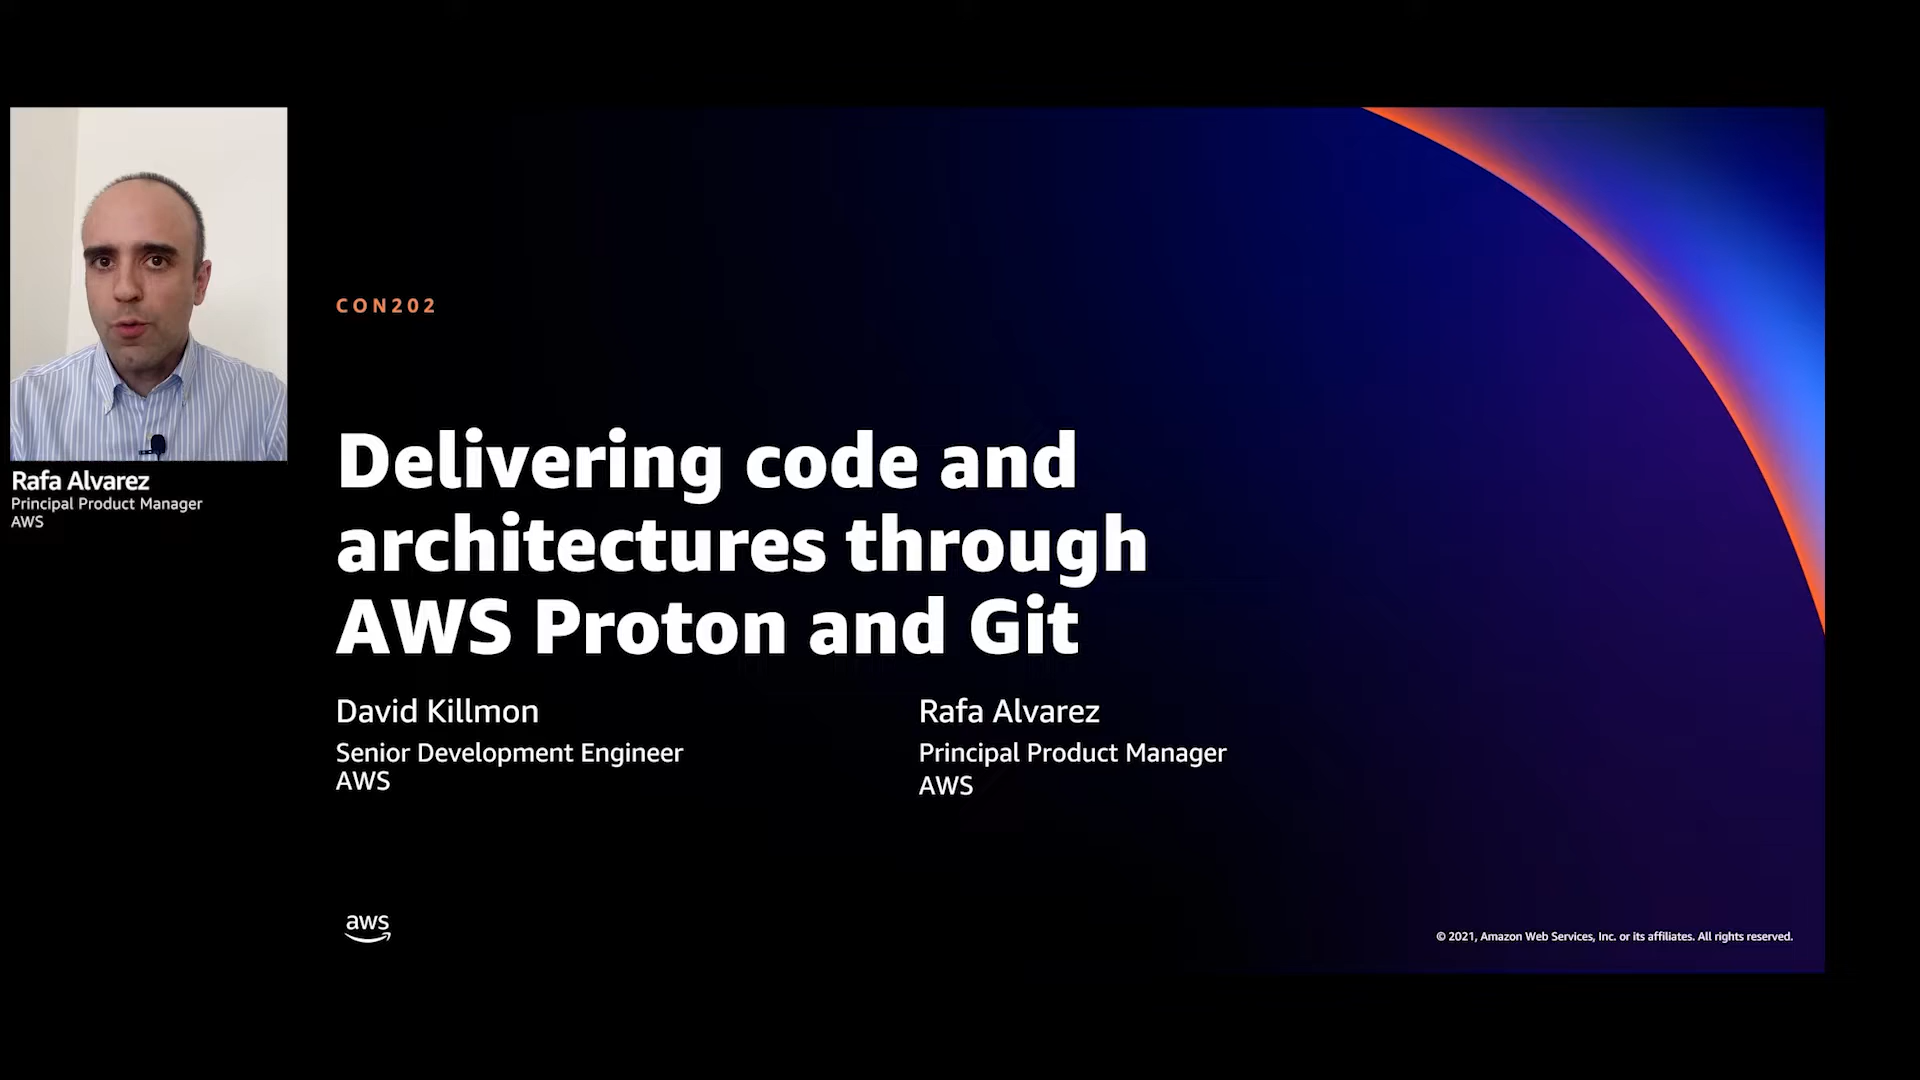 Rafa Alvarez
Principal Product Manager
AWS
CON202
Delivering code and
architectures through
AWS Proton and Git
David Killmon
Senior Development Engineer
AWS
Rafa Alvarez
Principal Product Manager
AWS
aws
© 2021, Amazon Web Services, Inc. or its affiliates. All rights reserved.